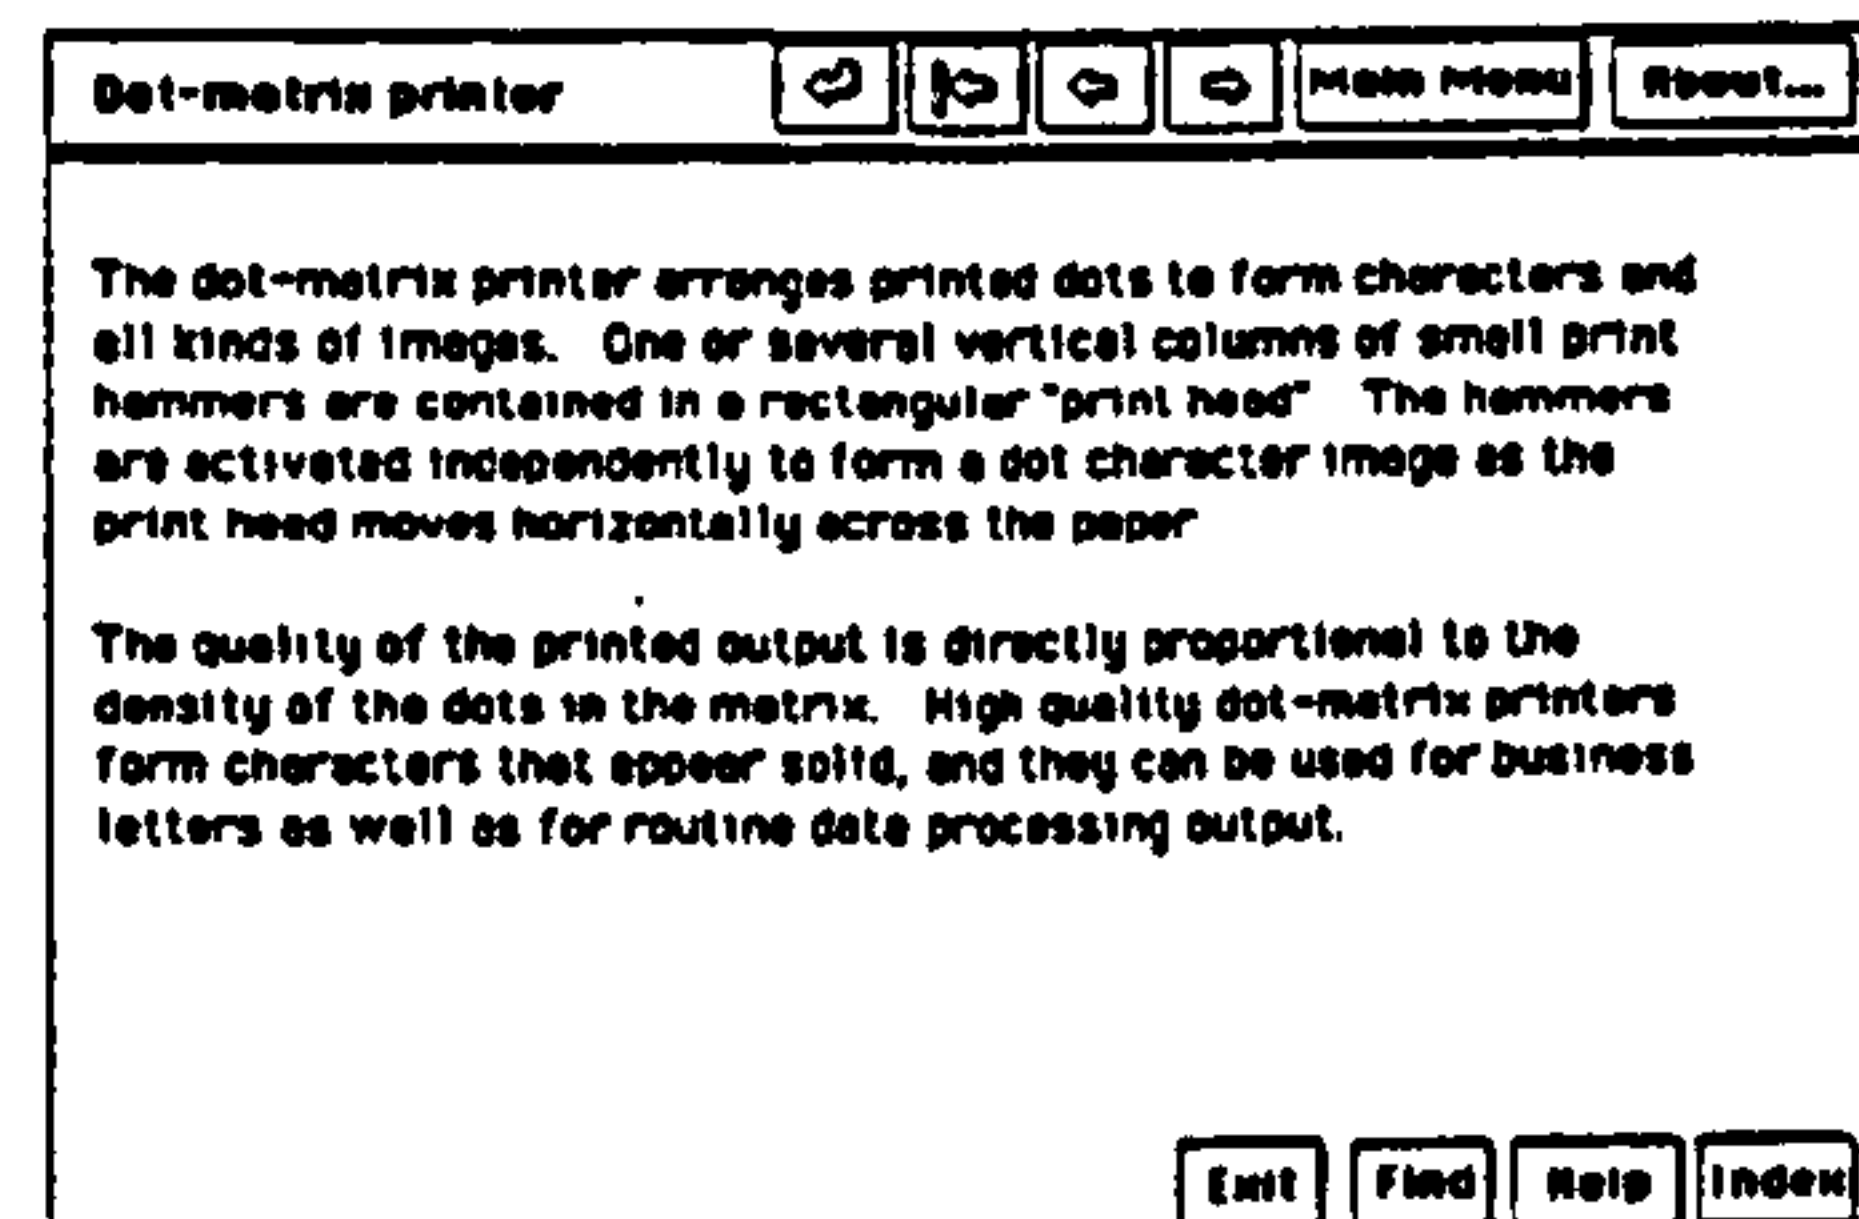 Dot-matrix printer
Main Menu
About...
The dot-matrix printer arranges printed dots to form characters and
all kinds of images. One or several vertical columns of small print
hammers are contained in a rectangular "print head" The hammers
are activated independently to form a dot character image as the
print head moves horizontally across the paper
The quality of the printed output is directly proportional to the
density of the dots in the matrix. High quality dot-matrix printers
form characters that appear solid, and they can be used for business
letters as well as for routine data processing output.
Exit
Find
Help
Index